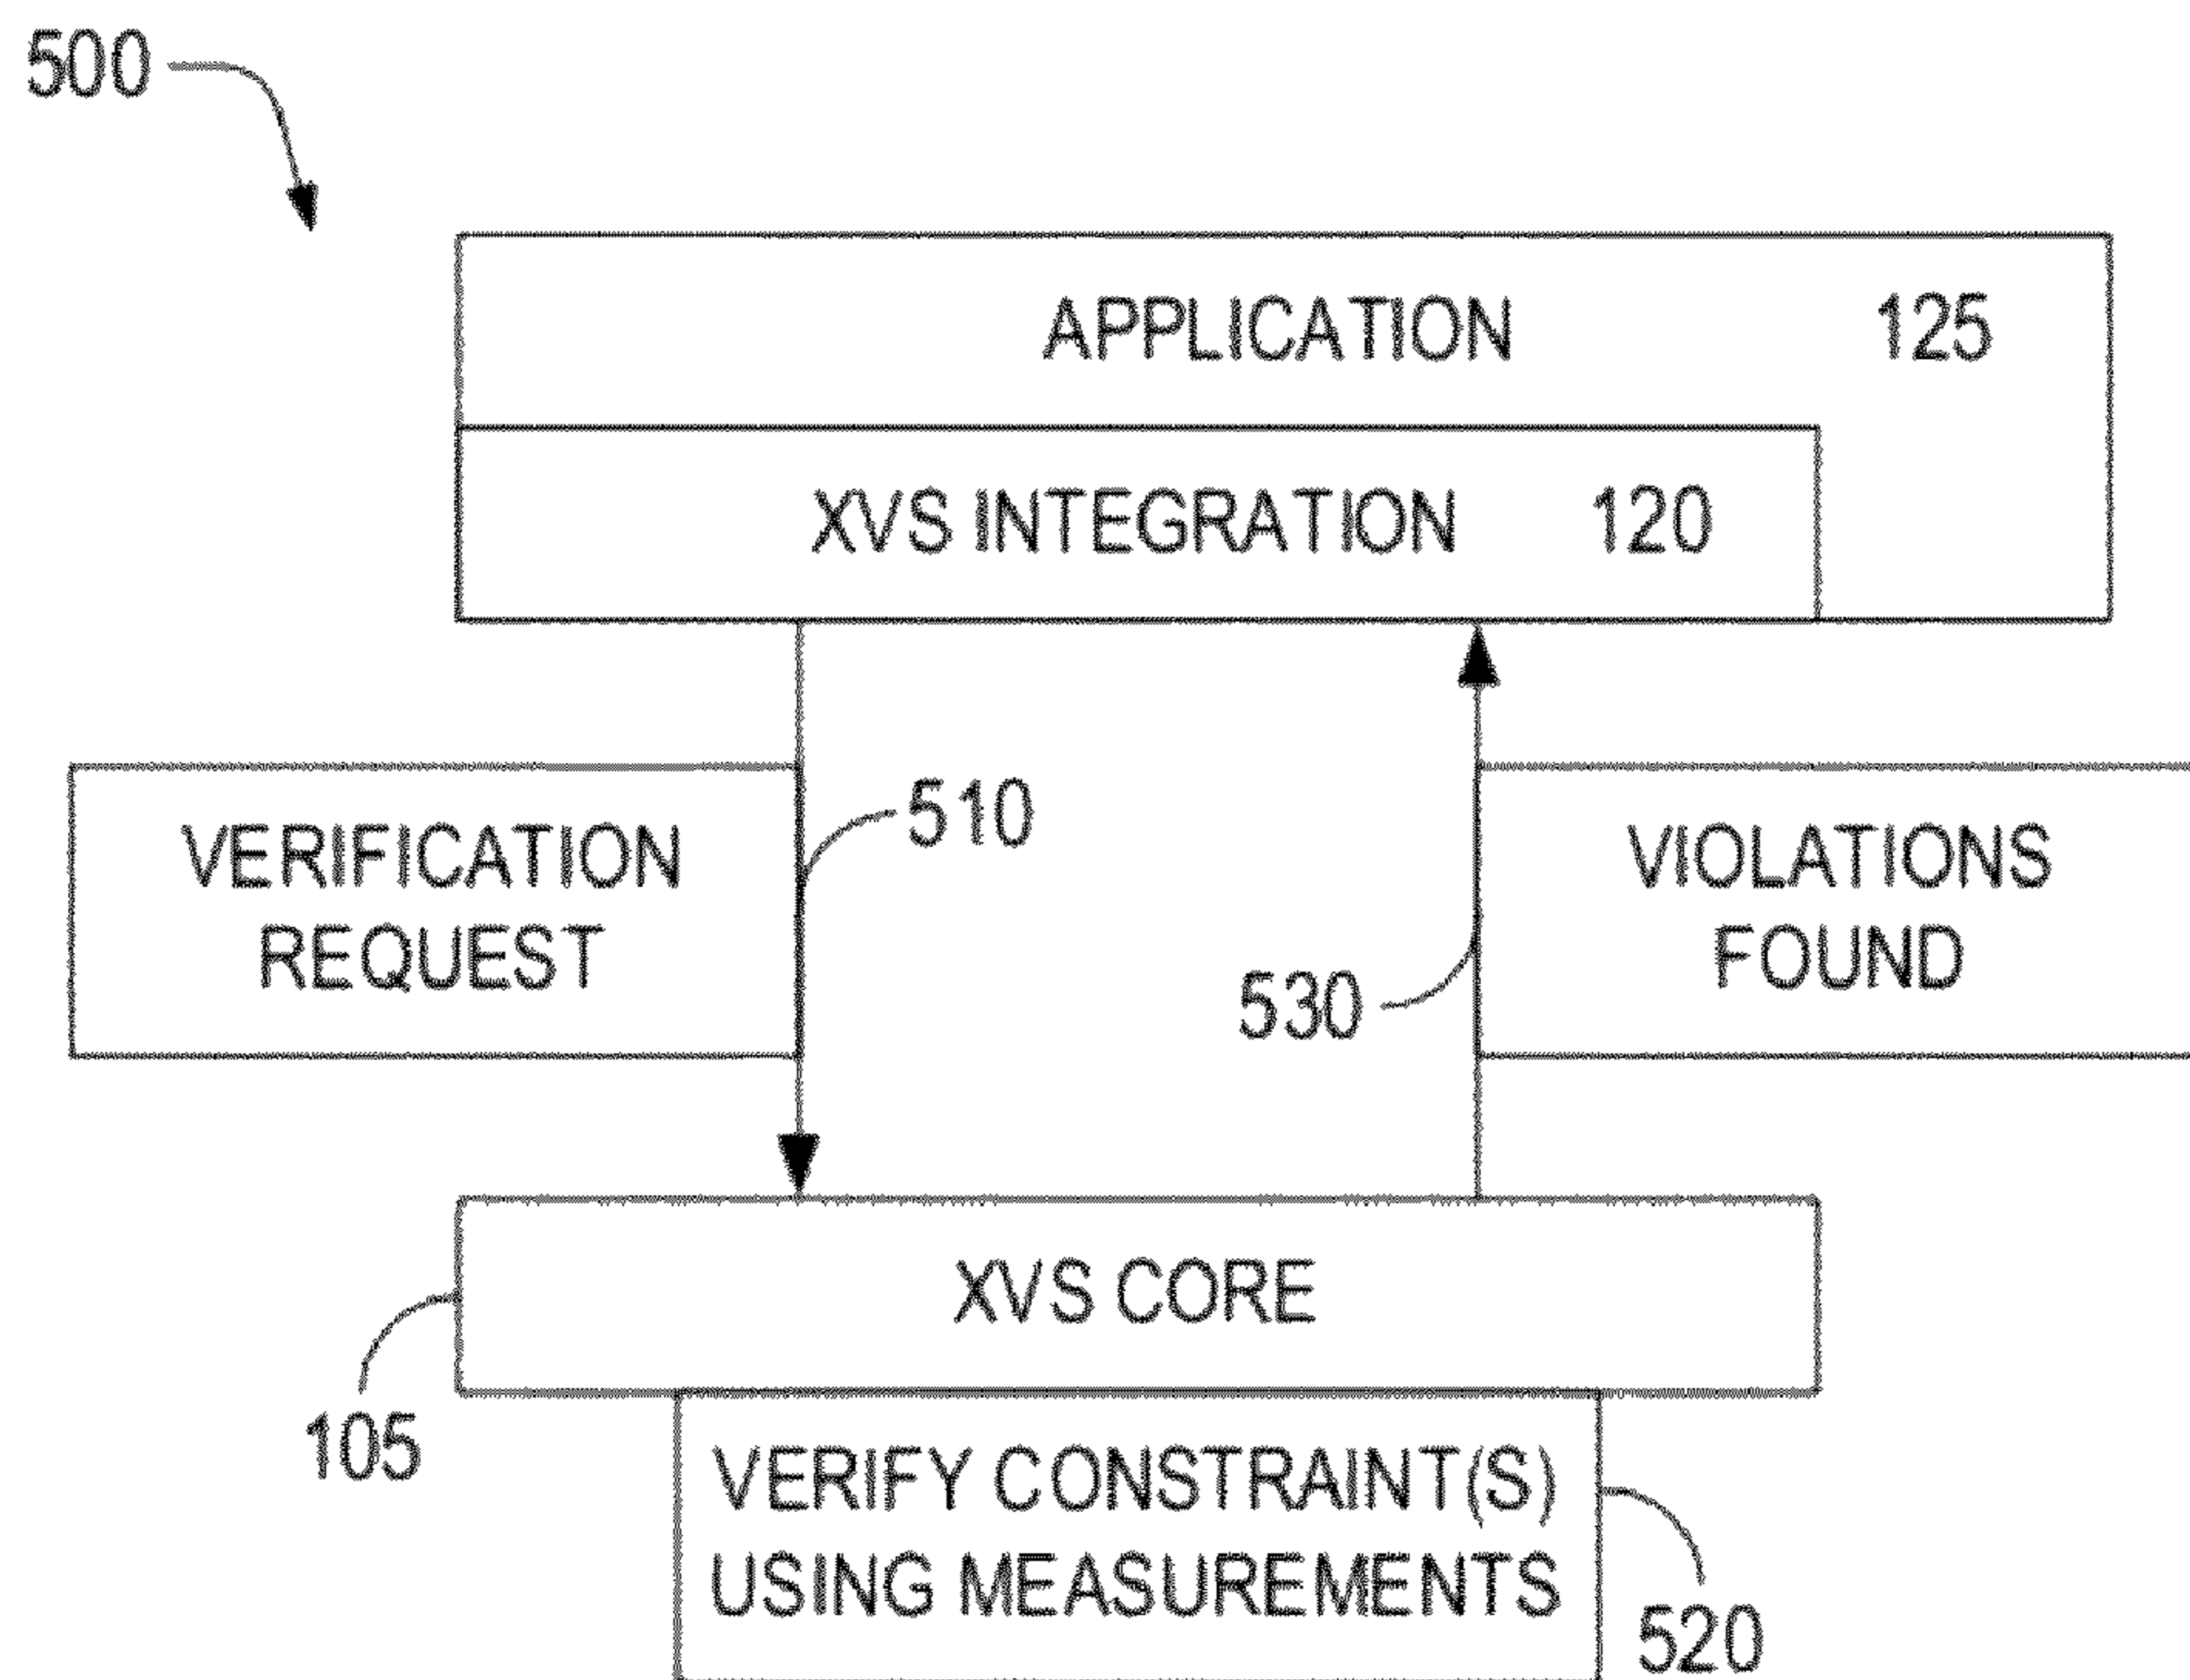 500
APPLICATION 125
XVS INTEGRATION 120
VERIFICATION
REQUEST
510
530
VIOLATIONS
FOUND
XVS CORE
105
VERIFY CONSTRAINT(S)
USING MEASUREMENTS
520